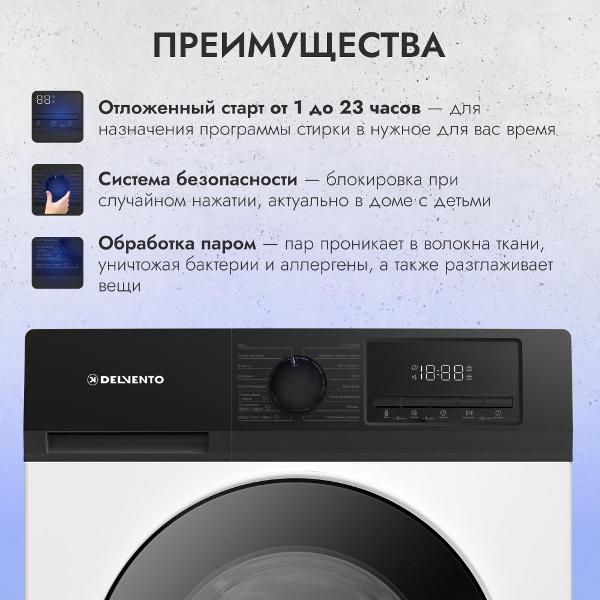 ПРЕИМУЩЕСТВА
Отложенный старт от 1 до 23 часов — для
назначения программы стирки в нужное для вас время.
Система безопасности — блокировка при
случайном нажатии, актуально в доме с детьми
Обработка паром — пар проникает в волокна ткани,
уничтожая бактерии и аллергены, а также разглаживает
вещи
DELVENTO
18:88